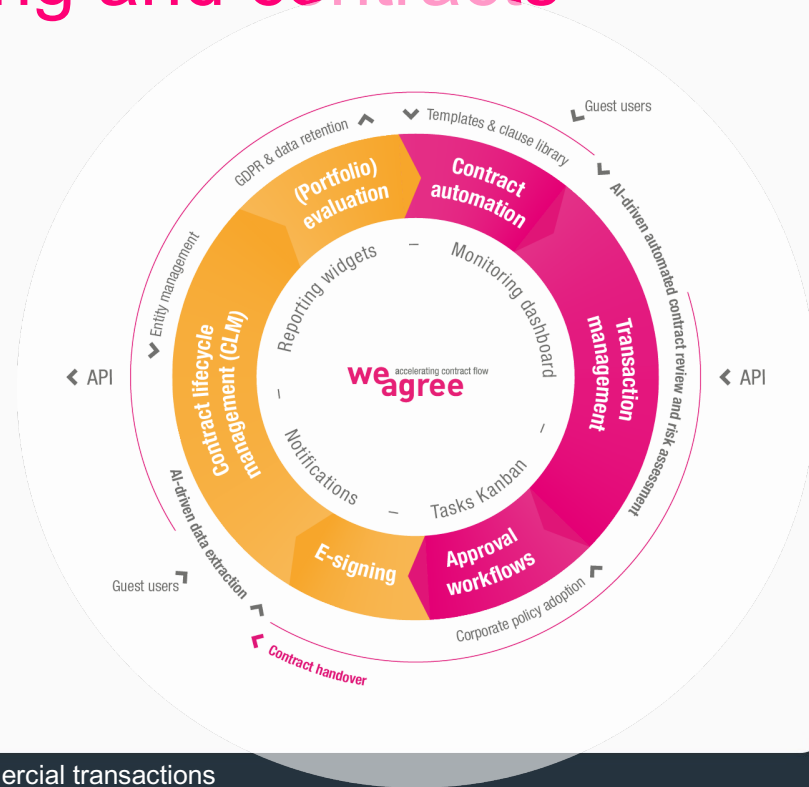 ng and contracts
Guest users
Templates & clause library
GDPR & data retention
Contract
automation
(Portfolio)
evaluation
AI-driven automated contract review and risk assessment
Entity management
Reporting widgets
–
Monitoring dashboard
Transaction
management
Contract lifecycle
management (CLM)
API
we agree
accelerating contract flow
API
–
–
Notifications
–
Tasks Kanban
AI-driven data extraction
E-signing
Approval
workflows
Guest users
Corporate policy adoption
Contract handover
ercial transactions